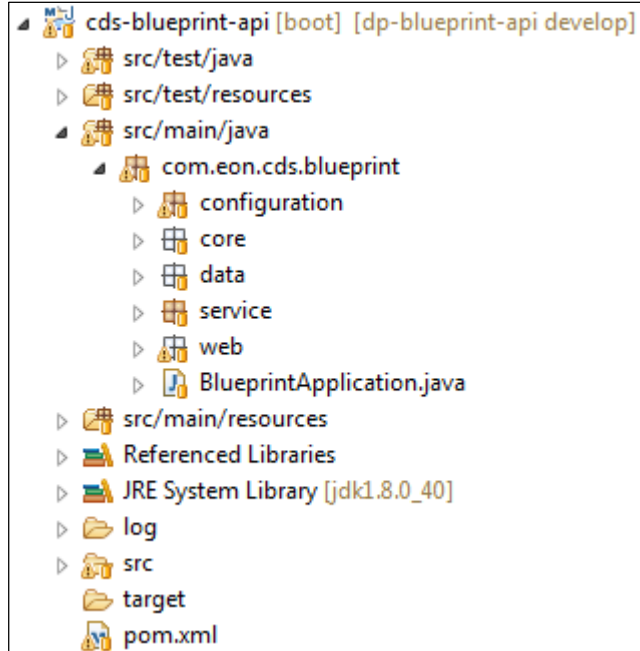 cds-blueprint-api [boot] [dp-blueprint-api develop]
src/test/java
src/test/resources
src/main/java
com.eon.cds.blueprint
configuration
core
data
service
web
BlueprintApplication.java
src/main/resources
Referenced Libraries
JRE System Library [jdk1.8.0_40]
log
src
target
pom.xml